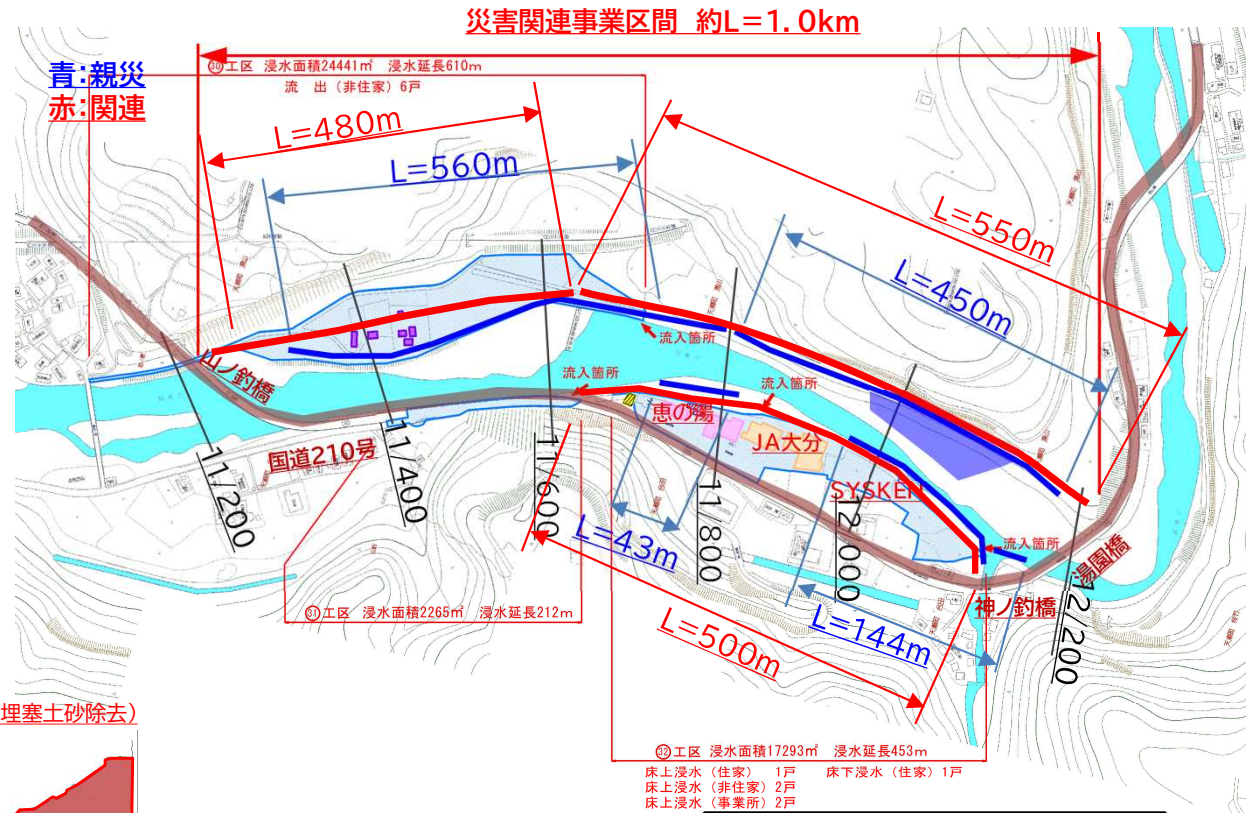 災害関連事業区間 約L=1.0km
青:親災
赤:関連
㉚工区 浸水面積24441㎡ 浸水延長610m
流 出 (非住家) 6戸
L=480m
L=560m
L=550m
L=450m
流入箇所
流入箇所
流入箇所
山ノ釣橋
恵の湯
JA大分
国道210号
SYSKEN
11/200
11/400
11/600
11/800
12/000
12/200
流入箇所
湯園橋
神ノ釣橋
L=43m
L=500m
L=144m
㉛工区 浸水面積2265㎡ 浸水延長212m
埋塞土砂除去)
㉜工区 浸水面積17293㎡ 浸水延長453m
床上浸水 (住家) 1戸 床下浸水 (住家) 1戸
床上浸水 (非住家) 2戸
床上浸水 (事業所) 2戸